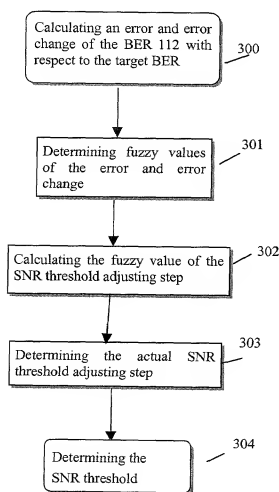 Calculating an error and error
change of the BER 112 with
respect to the target BER
300
Determining fuzzy values
of the error and error
change
301
Calculating the fuzzy value of the
SNR threshold adjusting step
302
Determining the actual SNR
threshold adjusting step
303
Determining the
SNR threshold
304